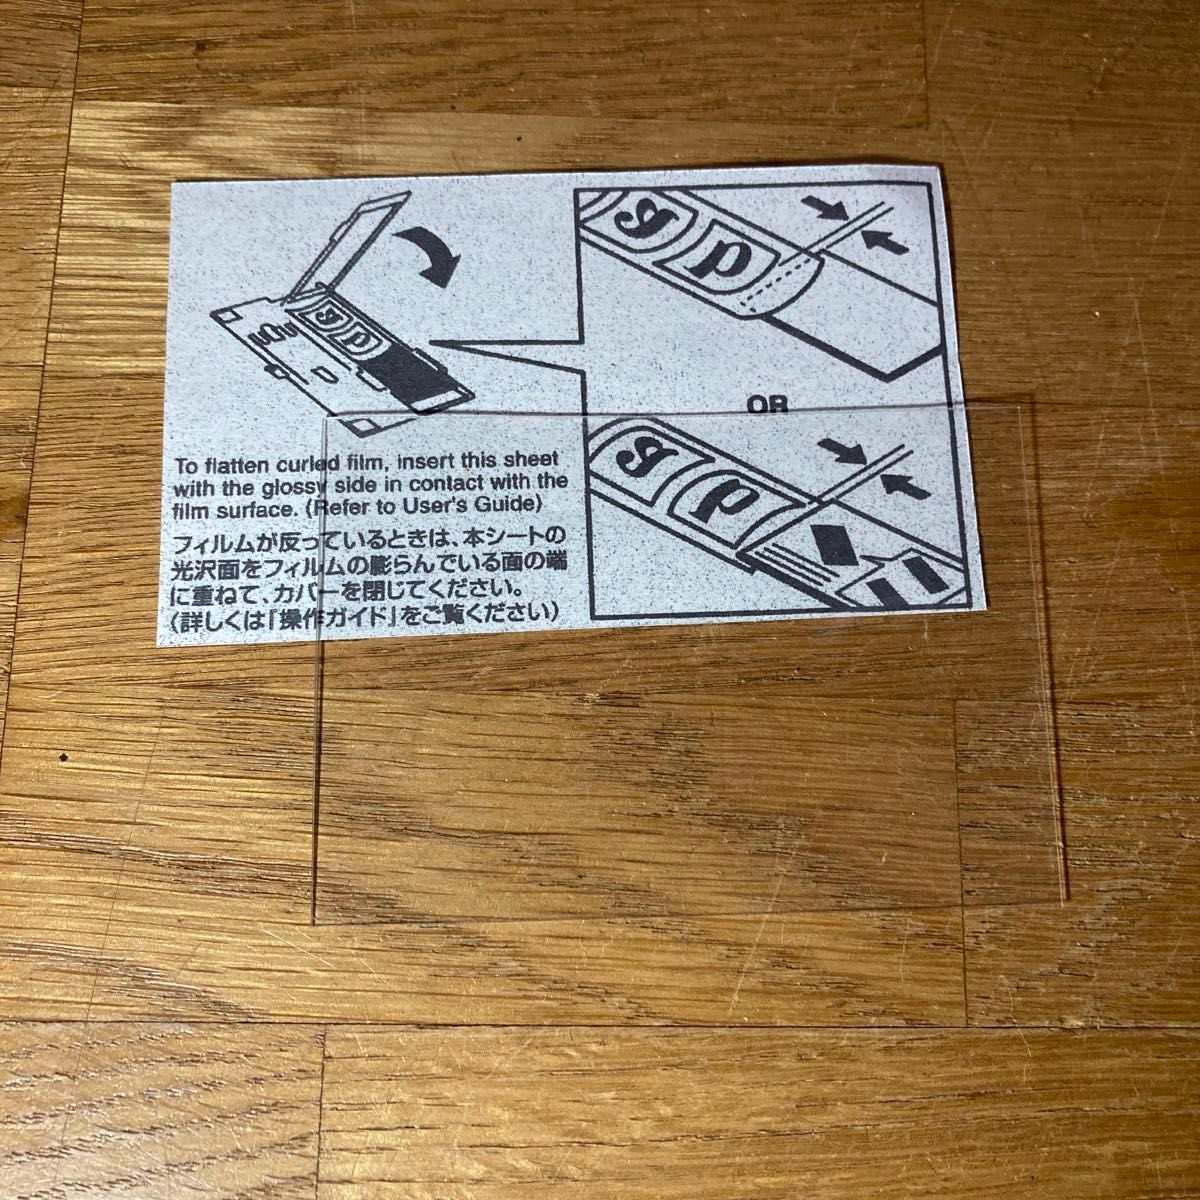 OR
To flatten curled film, insert this sheet
with the glossy side in contact with the
film surface. (Refer to User's Guide)
フィルムが反っているときは、本シートの
光沢面をフィルムの膨らんでいる面の端
に重ねて、カバーを閉じてください。
（詳しくは「操作ガイド」をご覧ください）